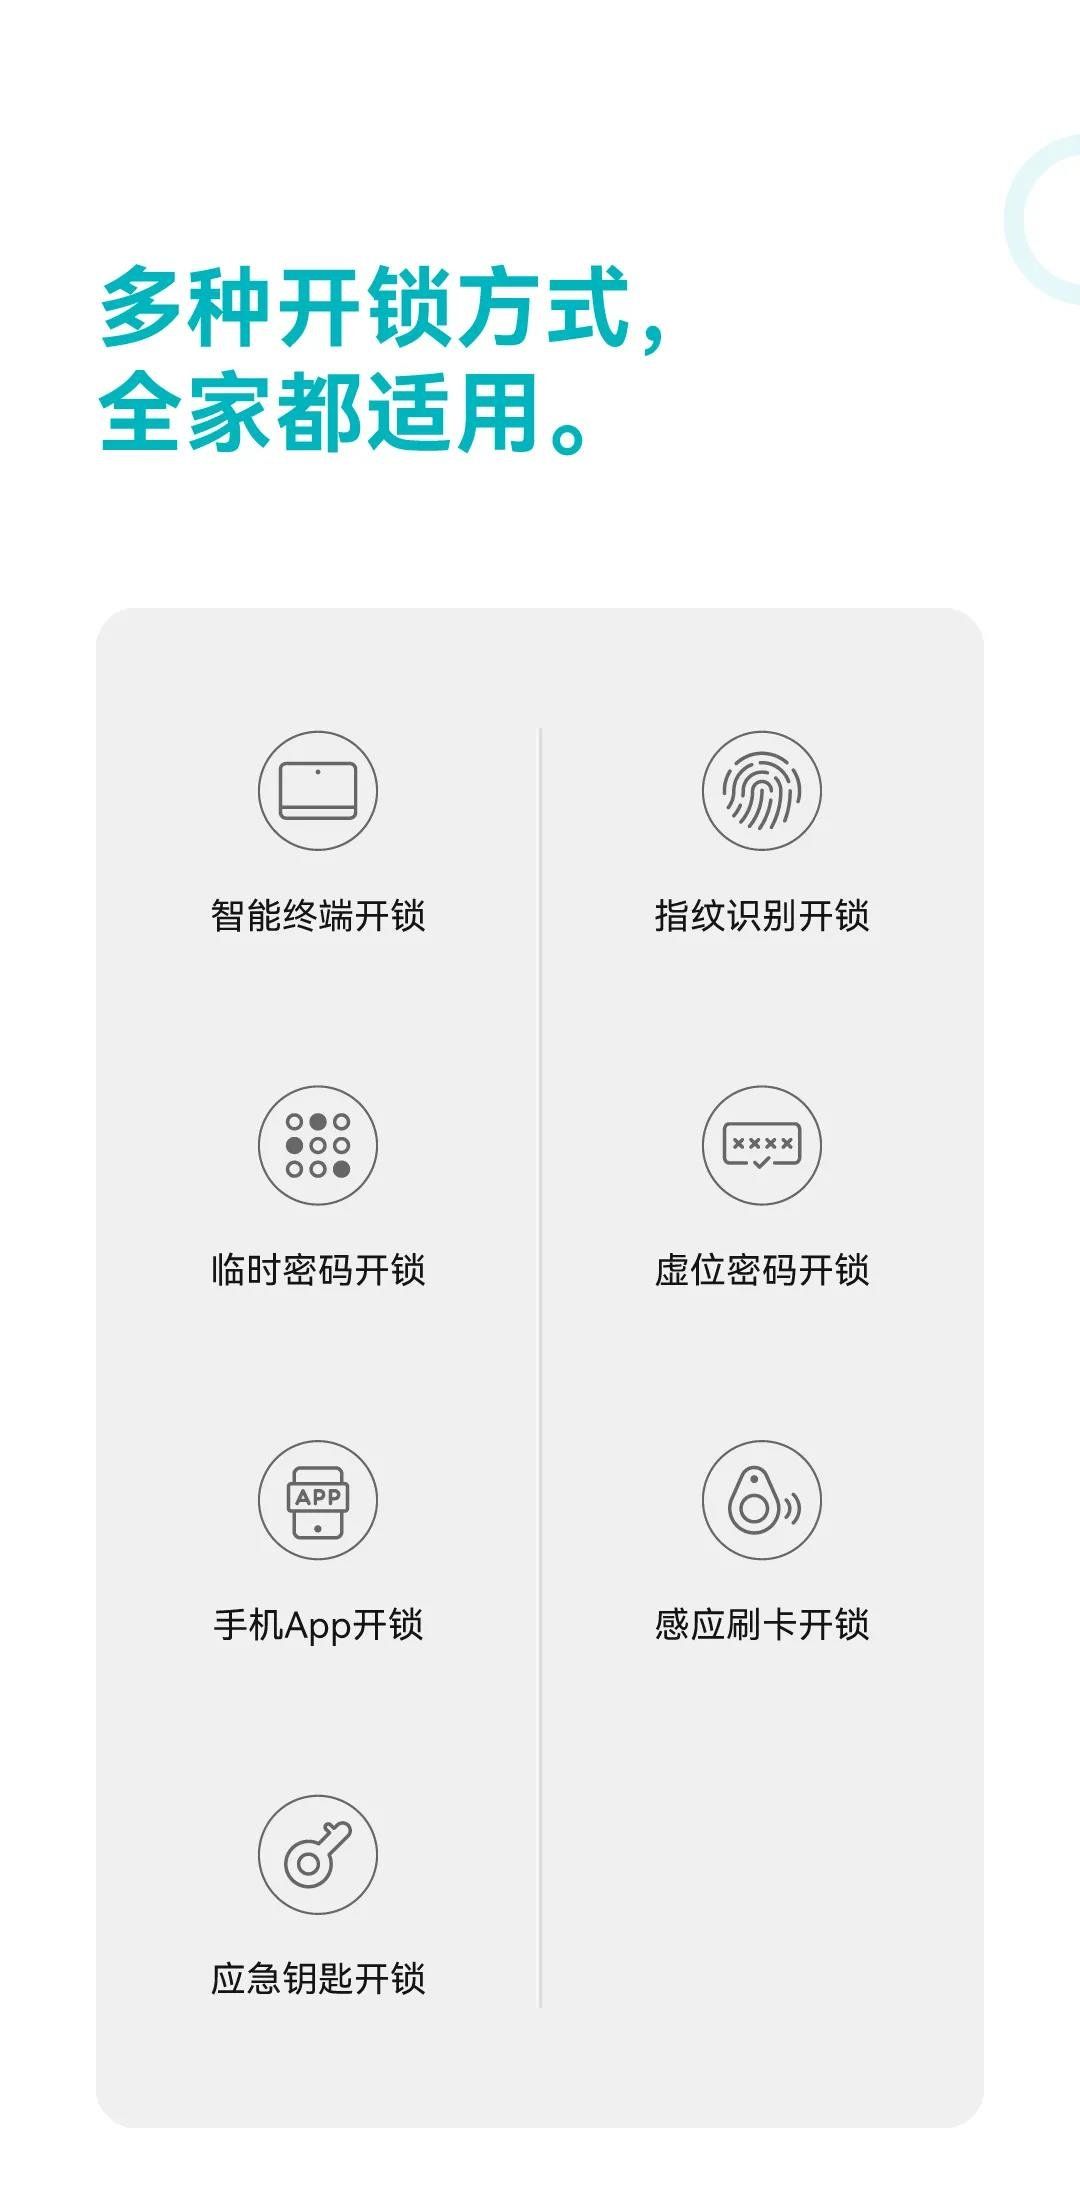 多种开锁方式，
全家都适用。
智能终端开锁
指纹识别开锁
临时密码开锁
××××
虚位密码开锁
APP
手机App开锁
感应刷卡开锁
应急钥匙开锁